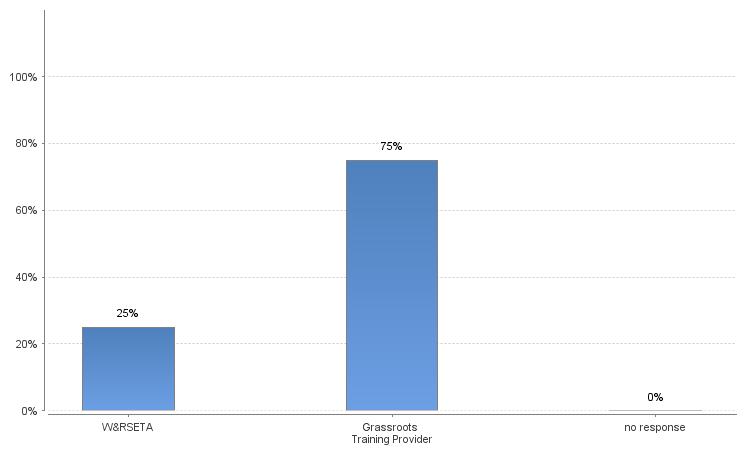 100%
80%
60%
40%
20%
0%
25%
75%
0%
W&RSETA
Grassroots
Training Provider
no response